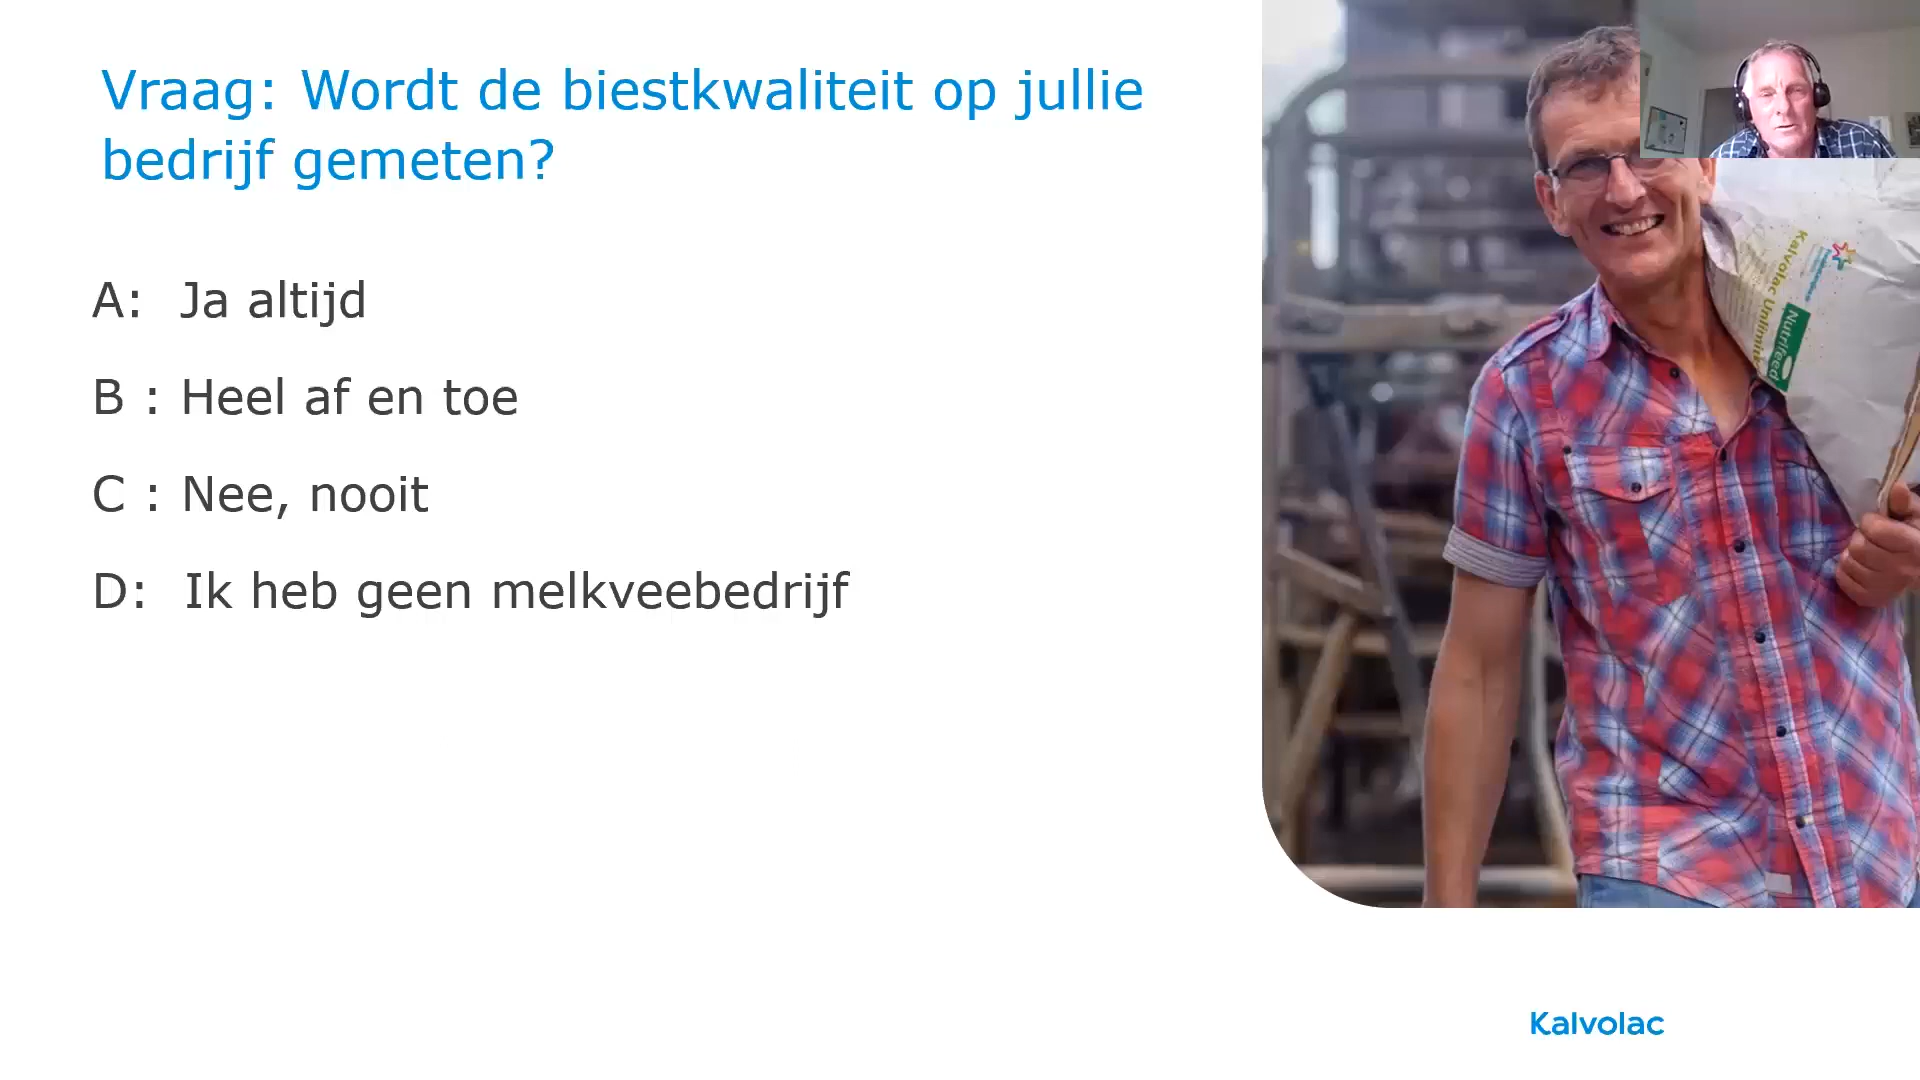 Vraag: Wordt de biestkwaliteit op jullie
bedrijf gemeten?
A: Ja altijd
B : Heel af en toe
C : Nee, nooit
D: Ik heb geen melkveebedrijf
Nutrifeed
Kalvolac